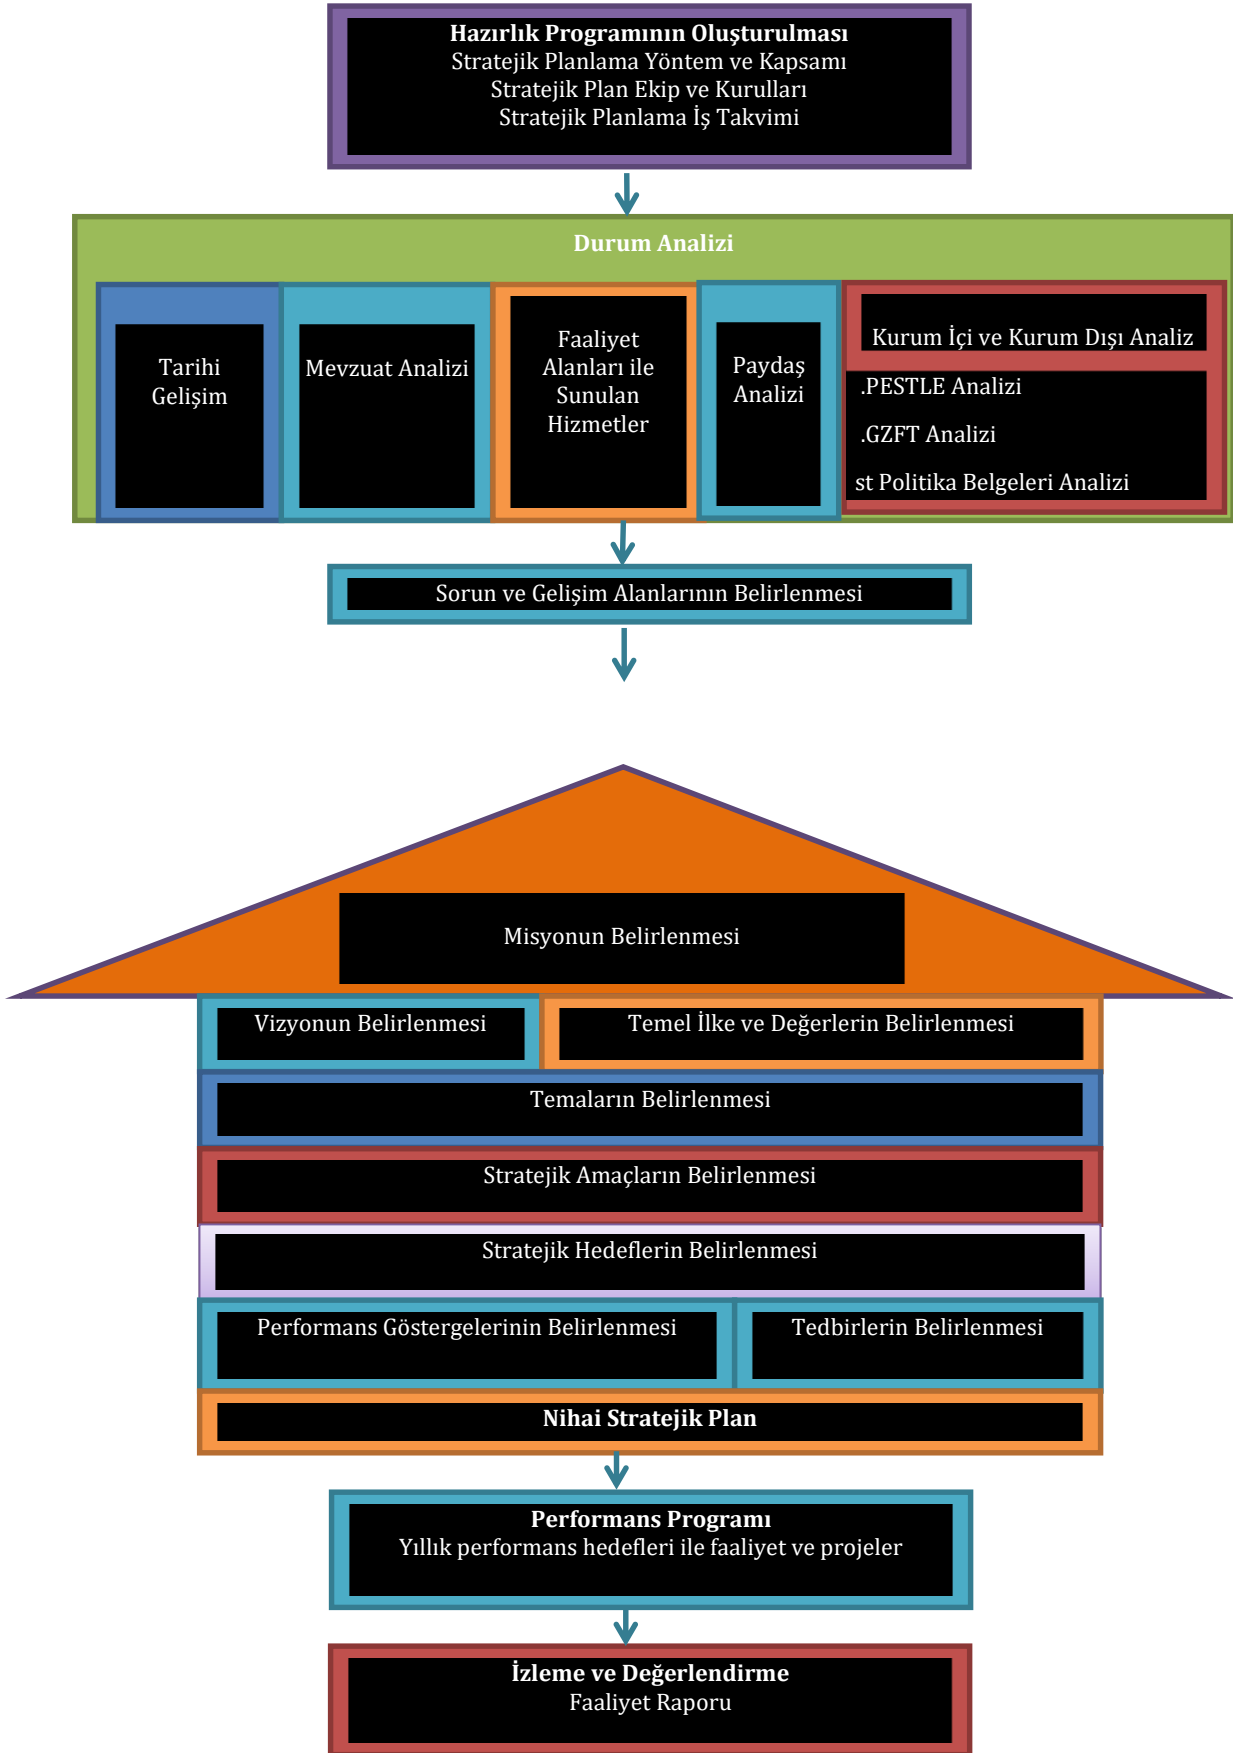 Hazırlık Programının Oluşturulması
Stratejik Planlama Yöntem ve Kapsamı
Stratejik Plan Ekip ve Kurulları
Stratejik Planlama İş Takvimi
Durum Analizi
Tarihi
Gelişim
Mevzuat Analizi
Faaliyet
Alanları ile
Sunulan
Hizmetler
Paydaş
Analizi
Kurum İçi ve Kurum Dışı Analiz
.PESTLE Analizi
.GZFT Analizi
st Politika Belgeleri Analizi
Sorun ve Gelişim Alanlarının Belirlenmesi
Misyonun Belirlenmesi
Vizyonun Belirlenmesi
Temel İlke ve Değerlerin Belirlenmesi
Temaların Belirlenmesi
Stratejik Amaçların Belirlenmesi
Stratejik Hedeflerin Belirlenmesi
Performans Göstergelerinin Belirlenmesi
Tedbirlerin Belirlenmesi
Nihai Stratejik Plan
Performans Programı
Yıllık performans hedefleri ile faaliyet ve projeler
İzleme ve Değerlendirme
Faaliyet Raporu